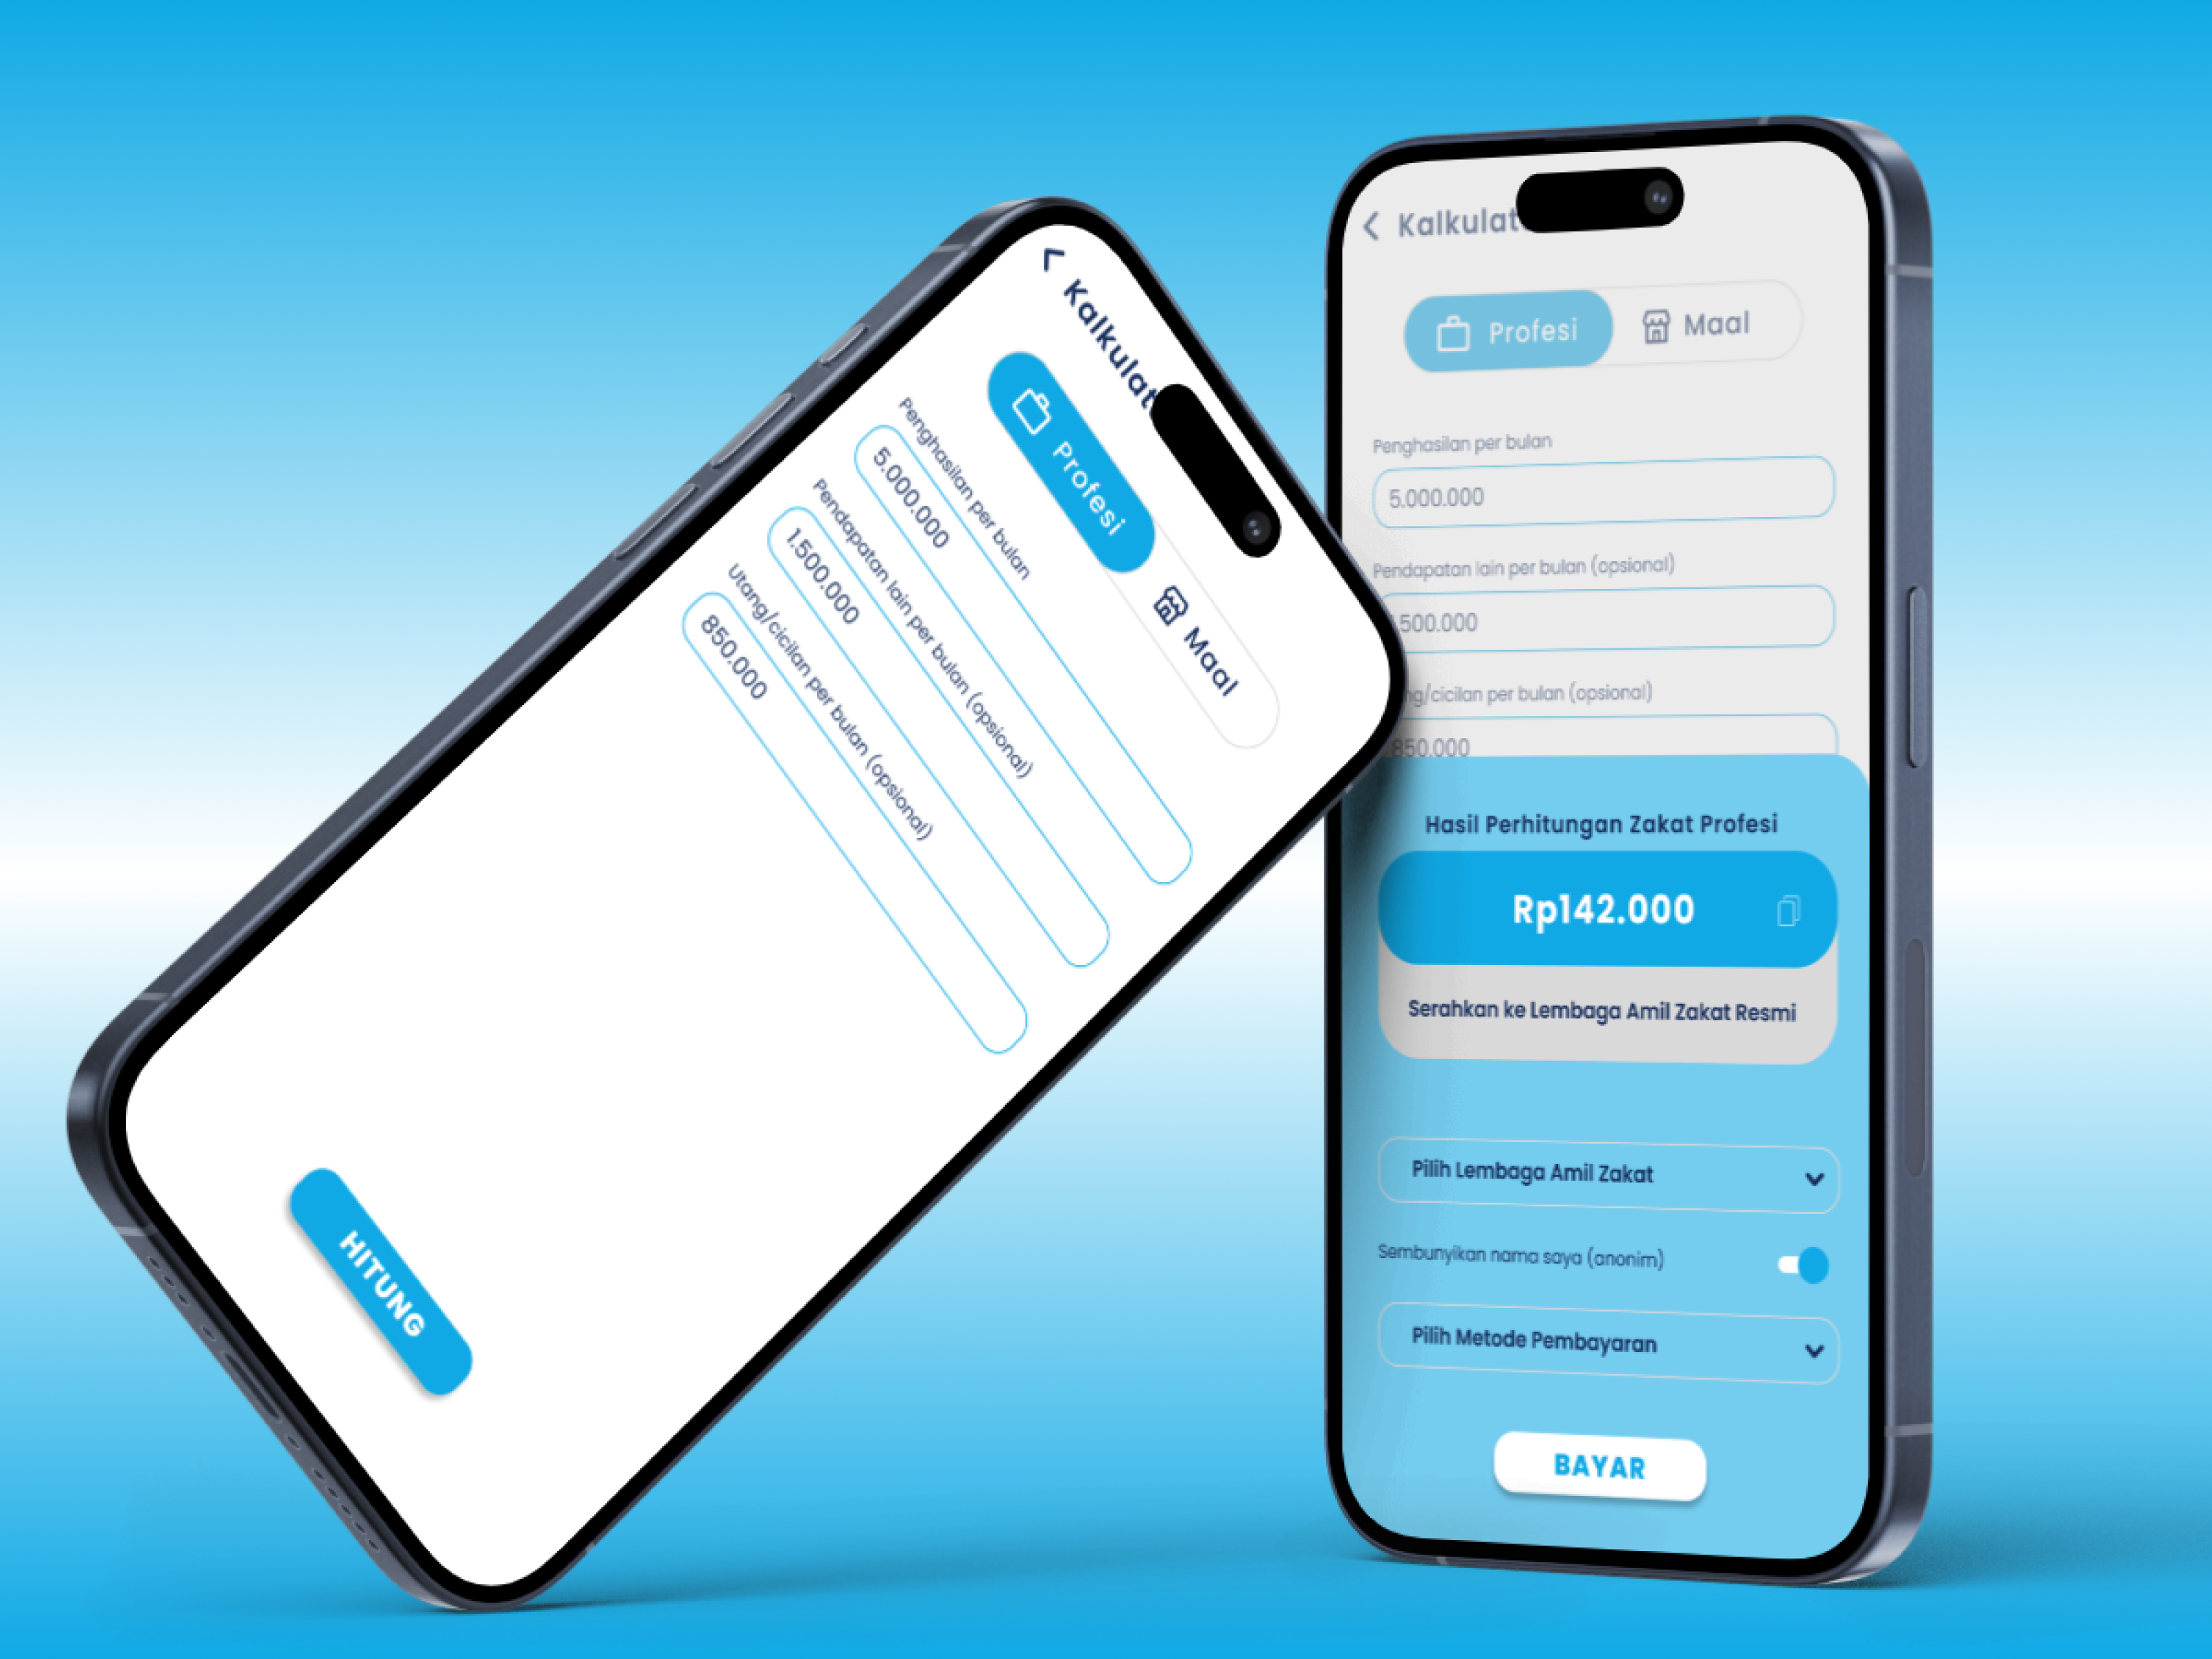 Kalkulat
Profesi
Maal
Penghasilan per bulan
5.000.000
Pendapatan lain per bulan (opsional)
1.500.000
Utang/cicilan per bulan (opsional)
850.000
HITUNG
Kalkulat
Profesi
Maal
Penghasilan per bulan
5.000.000
Pendapatan lain per bulan (opsional)
500.000
ng/cicilan per bulan (opsional)
850.000
Hasil Perhitungan Zakat Profesi
Rp142.000
Serahkan ke Lembaga Amil Zakat Resmi
Pilih Lembaga Amil Zakat
Sembunyikan nama saya (anonim)
Pilih Metode Pembayaran
BAYAR